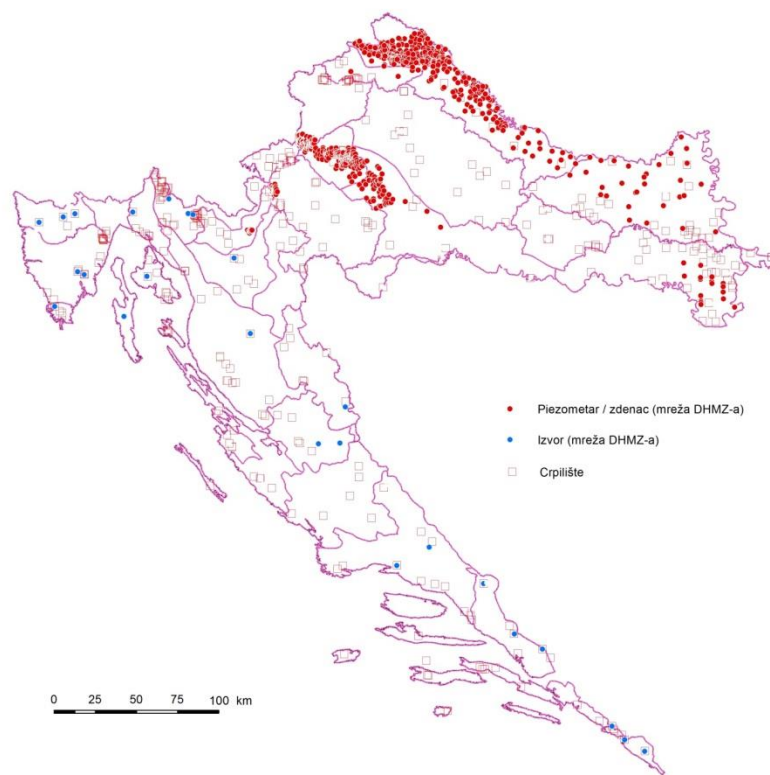 Piezometar / zdenac (mreža DHMZ-a)
Izvor (mreža DHMZ-a)
Crpilište
0 25 50 75 100 km